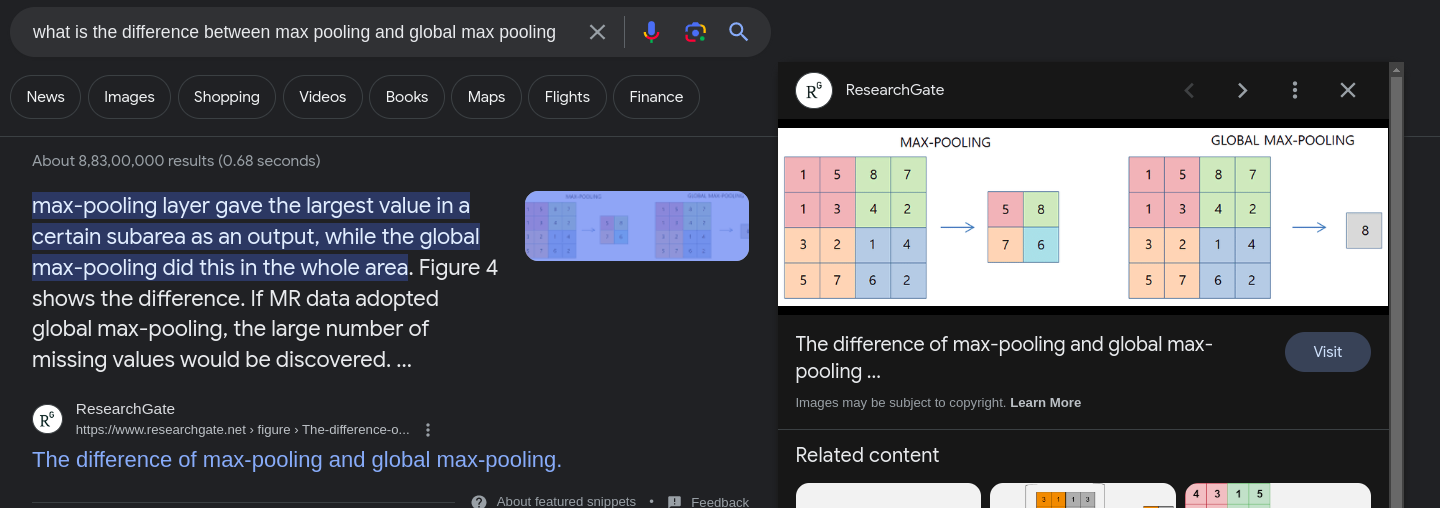 what is the difference between max pooling and global max pooling
News
Images
Shopping
Videos
Books
Maps
Flights
Finance
About 8,83,00,000 results (0.68 seconds)
max-pooling layer gave the largest value in a
certain subarea as an output, while the global
max-pooling did this in the whole area. Figure 4
shows the difference. If MR data adopted
global max-pooling, the large number of
missing values would be discovered. ...
RG
ResearchGate
https://www.researchgate.net › figure › The-difference-o...
The difference of max-pooling and global max-pooling.
About featured snippets • Feedback
RG
ResearchGate
MAX-POOLING
1 5 8 7
1 3 4 2
3 2 1 4
5 7 6 2
5 8
7 6
GLOBAL MAX-POOLING
1 5 8 7
1 3 4 2
3 2 1 4
5 7 6 2
8
The difference of max-pooling and global max-
pooling ...
Visit
Images may be subject to copyright. Learn More
Related content
3 1 1 3
4 3 1 5